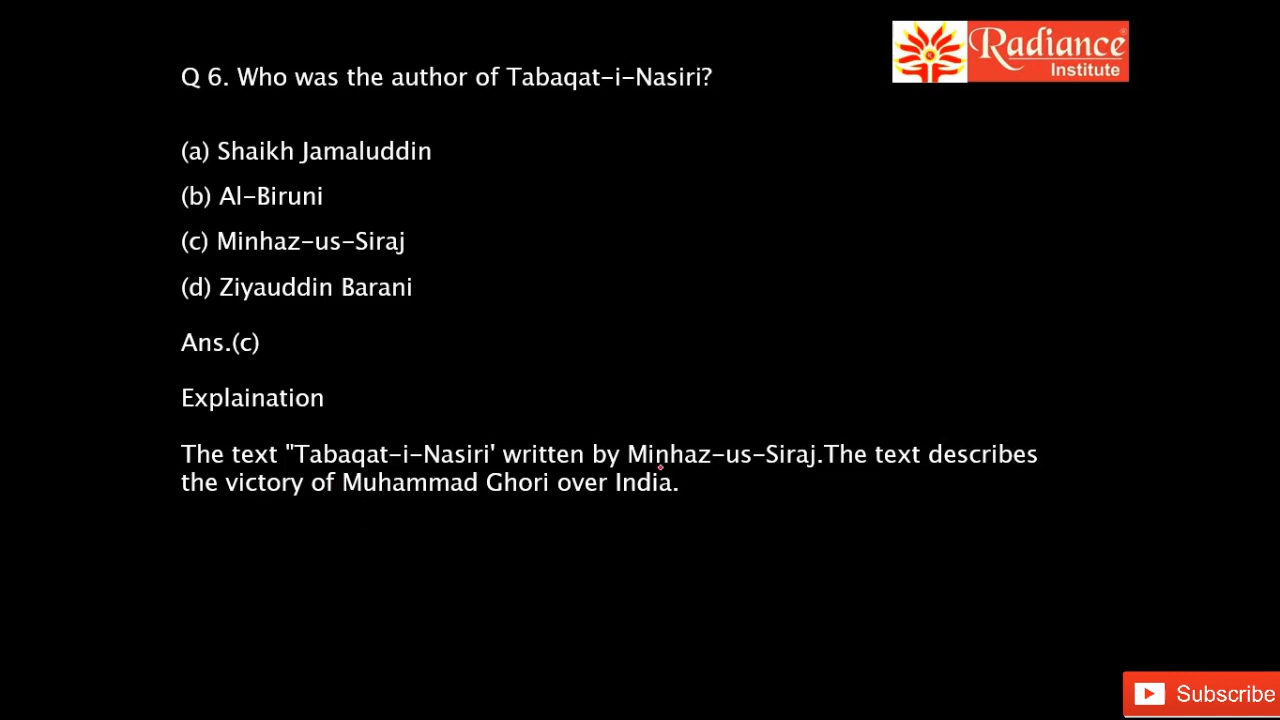 Radiance
Institute
Q 6. Who was the author of Tabaqat-i-Nasiri?
(a) Shaikh Jamaluddin
(b) Al-Biruni
(c) Minhaz-us-Siraj
(d) Ziyauddin Barani
Ans.(c)
Explaination
The text "Tabaqat-i-Nasiri' written by Minhaz-us-Siraj.The text describes
the victory of Muhammad Ghori over India.
Subscribe